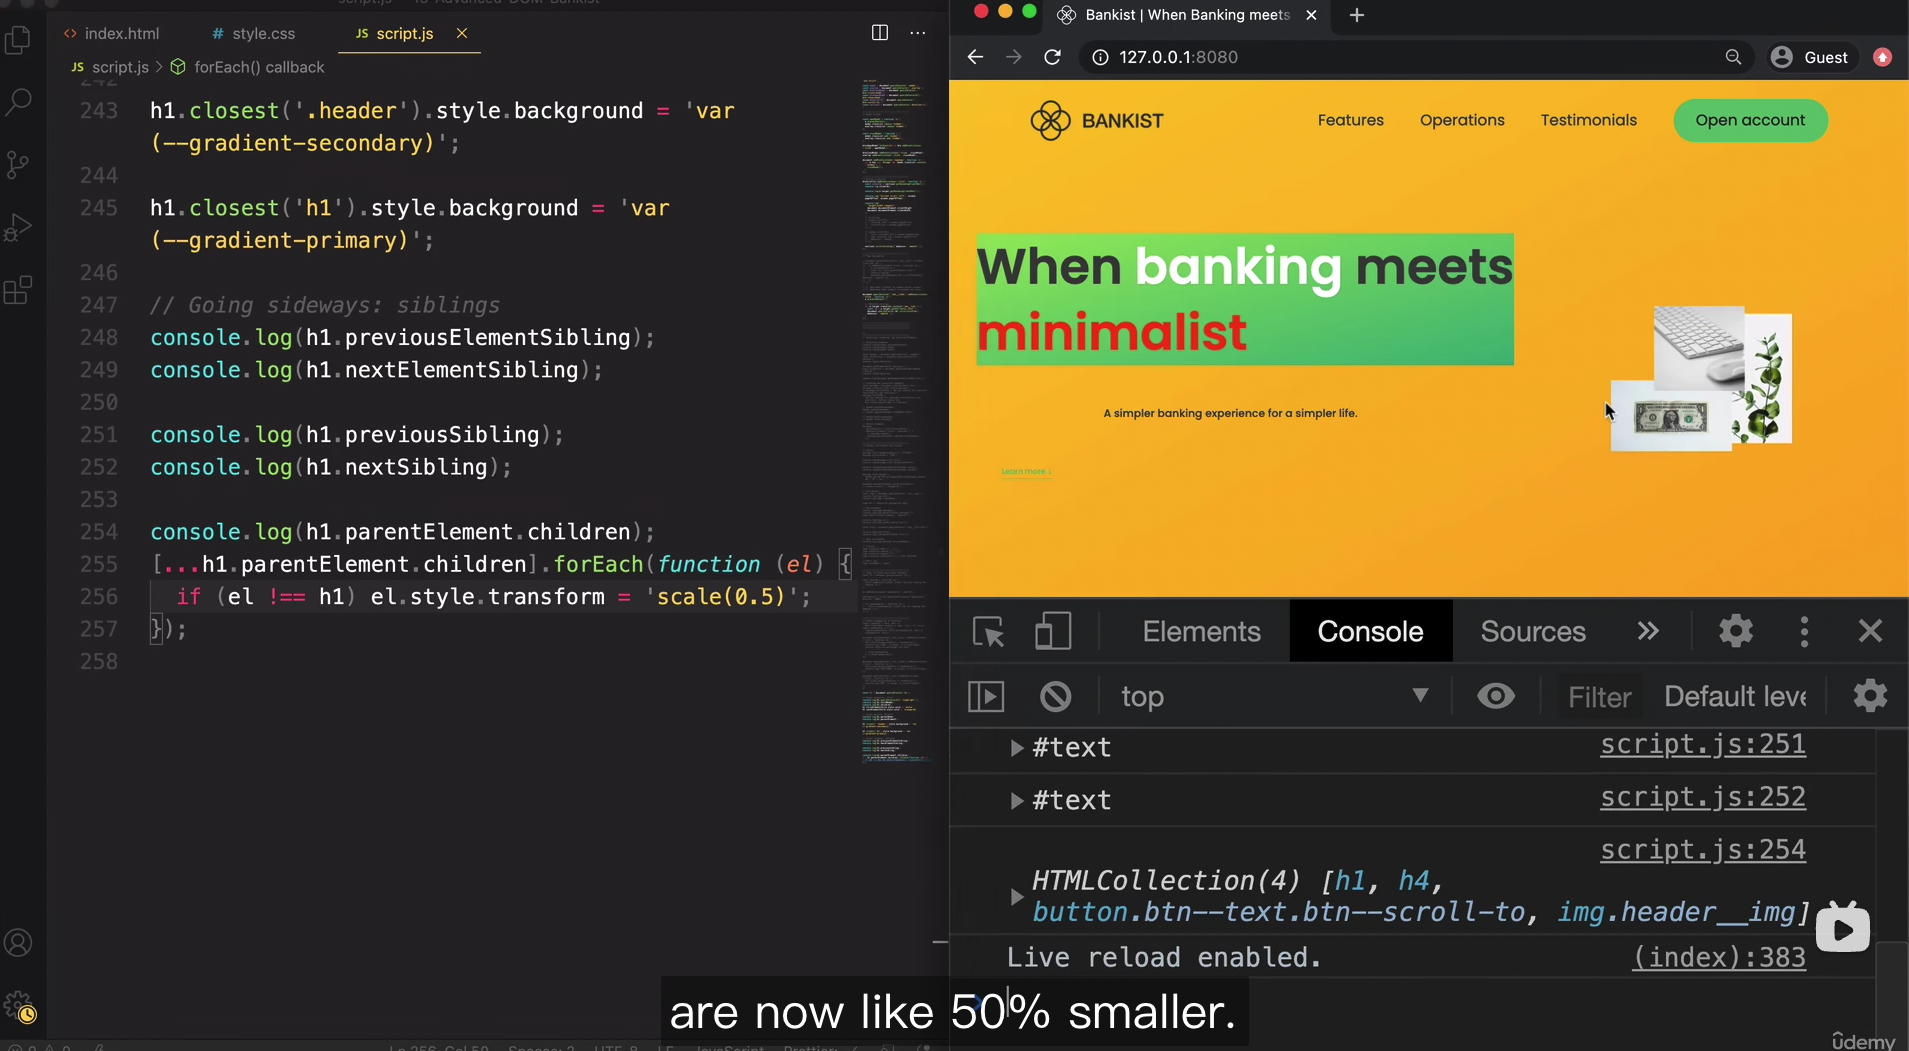 index.html
# style.css
JS script.js
JS script.js > forEach() callback
243 h1.closest('.header').style.background = 'var
(--gradient-secondary)';
244
245 h1.closest('h1').style.background = 'var
(--gradient-primary)';
246
247 // Going sideways: siblings
248 console.log(h1.previousElementSibling);
249 console.log(h1.nextElementSibling);
250
251 console.log(h1.previousSibling);
252 console.log(h1.nextSibling);
253
254 console.log(h1.parentElement.children);
255 [...h1.parentElement.children].forEach(function (el) {
256 if (el !== h1) el.style.transform = 'scale(0.5)';
257 });
258
Bankist | When Banking meets
127.0.0.1:8080
Guest
BANKIST
Features
Operations
Testimonials
Open account
When banking meets
minimalist
A simpler banking experience for a simpler life.
Learn more ↓
Elements
Console
Sources
top
Filter
Default leve
#text script.js:251
#text script.js:252
script.js:254
HTMLCollection(4) [h1, h4,
button.btn--text.btn--scroll-to, img.header__img]
Live reload enabled. (index):383
are now like 50% smaller.
udemy